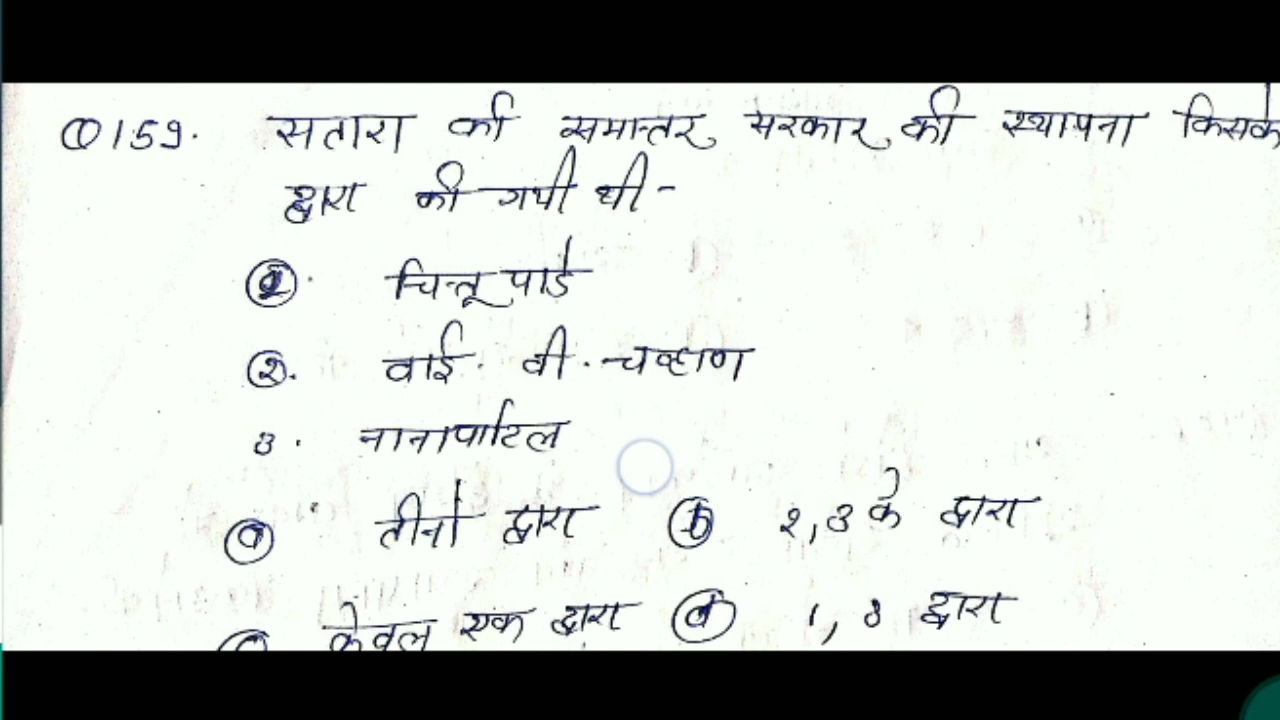 Q159. सतारा की समान्तर सरकार की स्थापना किसके
द्वारा की गयी थी-
1. चित्तू पांडे
2. वाई. वी. चव्हाण
3. नाना पाटिल
a तीनों द्वारा b 2,3 के द्वारा
c केवल एक द्वारा d 1, 3 द्वारा